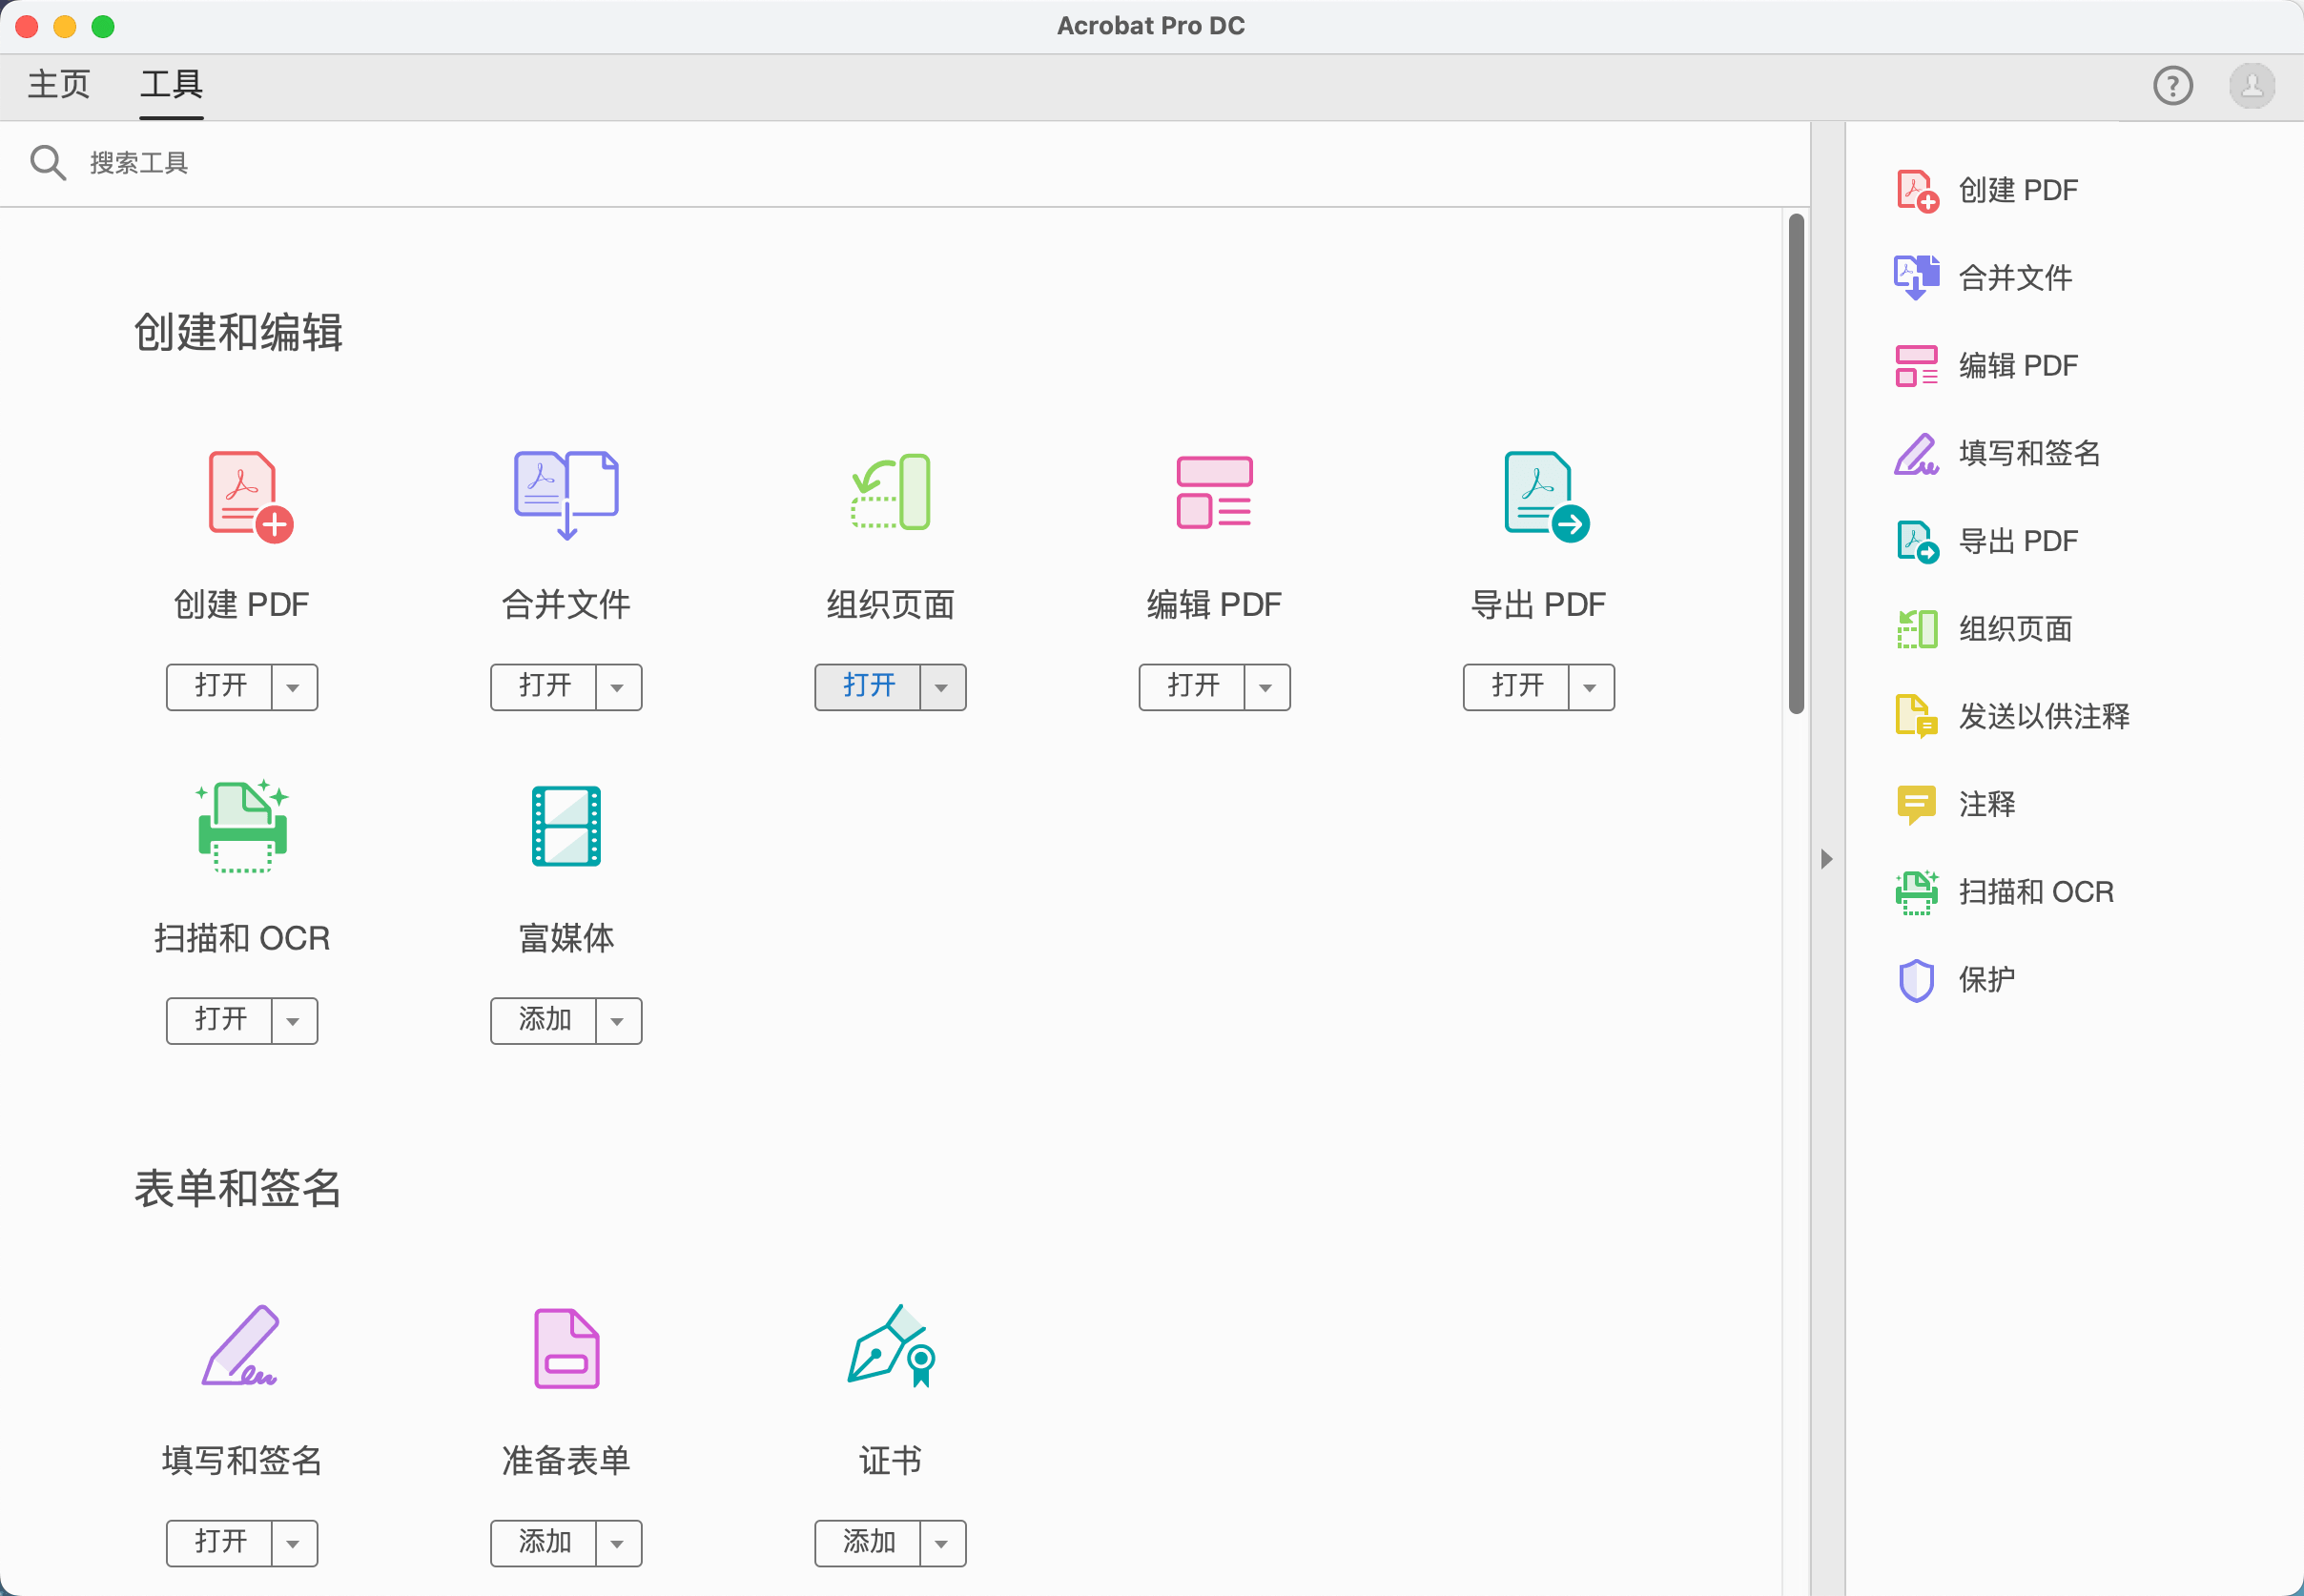 Acrobat Pro DC
主页 工具
搜索工具
创建和编辑
创建 PDF 合并文件 组织页面 编辑 PDF 导出 PDF
打开 打开 打开 打开 打开
扫描和 OCR 富媒体
打开 添加
表单和签名
填写和签名 准备表单 证书
打开 添加 添加
创建 PDF
合并文件
编辑 PDF
填写和签名
导出 PDF
组织页面
发送以供注释
注释
扫描和 OCR
保护